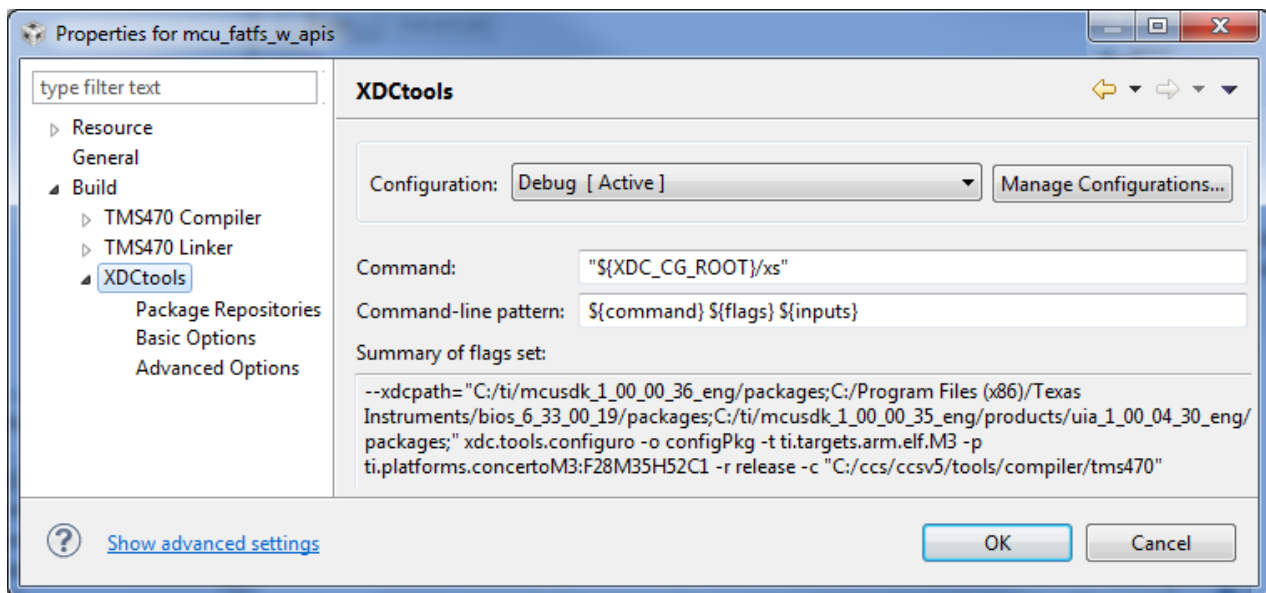 Properties for mcu_fatfs_w_apis
type filter text
Resource
General
Build
TMS470 Compiler
TMS470 Linker
XDCtools
Package Repositories
Basic Options
Advanced Options
XDCtools
Configuration: Debug [ Active ] Manage Configurations...
Command: "${XDC_CG_ROOT}/xs"
Command-line pattern: ${command} ${flags} ${inputs}
Summary of flags set:
--xdcpath="C:/ti/mcusdk_1_00_00_36_eng/packages;C:/Program Files (x86)/Texas
Instruments/bios_6_33_00_19/packages;C:/ti/mcusdk_1_00_00_35_eng/products/uia_1_00_04_30_eng/
packages;" xdc.tools.configuro -o configPkg -t ti.targets.arm.elf.M3 -p
ti.platforms.concertoM3:F28M35H52C1 -r release -c "C:/ccs/ccsv5/tools/compiler/tms470"
Show advanced settings
OK Cancel